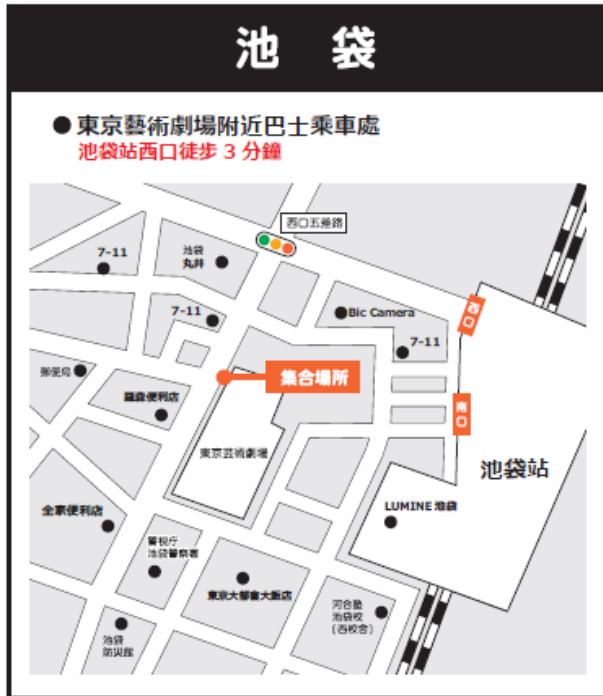 池 袋
● 東京藝術劇場附近巴士乘車處
池袋站西口徒步 3 分鐘
西口五差路
7-11
池袋
丸井
7-11
Bic Camera
7-11
西口
郵便局
羅森便利店
集合場所
南口
東京芸術劇場
池袋站
LUMINE 池袋
全家便利店
警視庁
池袋警察署
東京大都會大飯店
河合塾
池袋校
(西校舎)
池袋
防災館